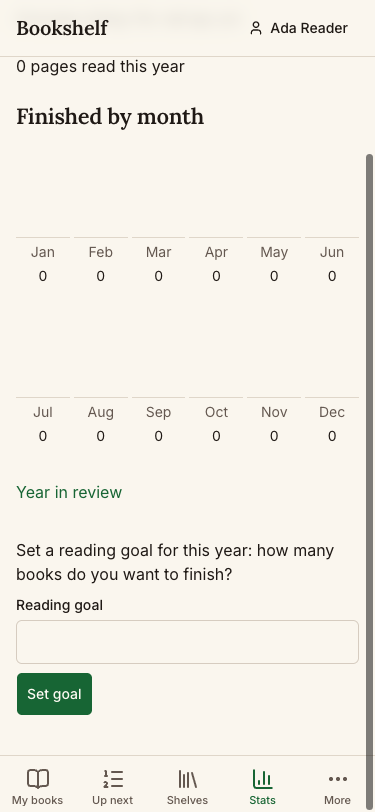 Bookshelf
Ada Reader
0 pages read this year
Finished by month
Jan Feb Mar Apr May Jun
0 0 0 0 0 0
Jul Aug Sep Oct Nov Dec
0 0 0 0 0 0
Year in review
Set a reading goal for this year: how many
books do you want to finish?
Reading goal
Set goal
My books Up next Shelves Stats More